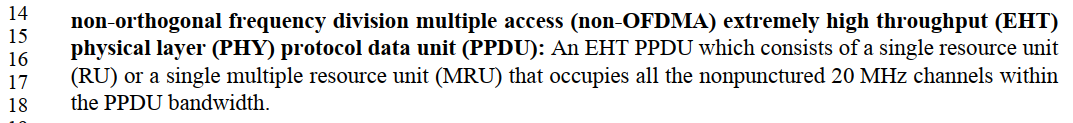 14 non-orthogonal frequency division multiple access (non-OFDMA) extremely high throughput (EHT)
15 physical layer (PHY) protocol data unit (PPDU): An EHT PPDU which consists of a single resource unit
16
17 (RU) or a single multiple resource unit (MRU) that occupies all the nonpunctured 20 MHz channels within
18 the PPDU bandwidth.